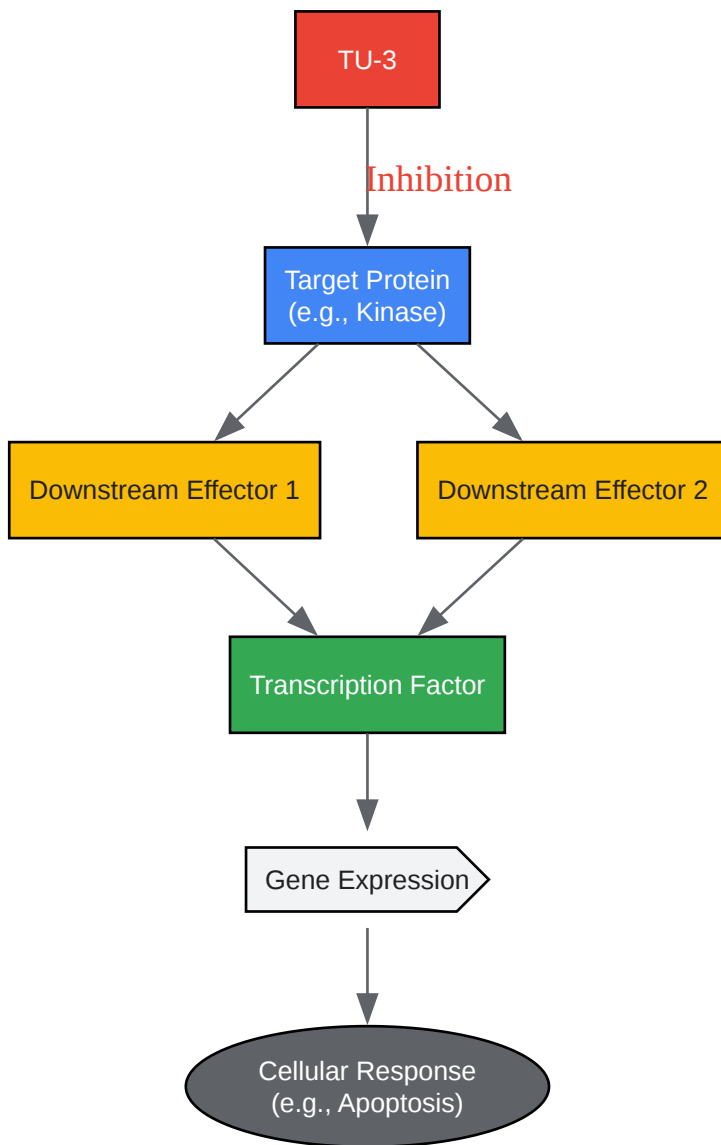 TU-3
Inhibition
Target Protein
(e.g., Kinase)
Downstream Effector 1
Downstream Effector 2
Transcription Factor
Gene Expression
Cellular Response
(e.g., Apoptosis)